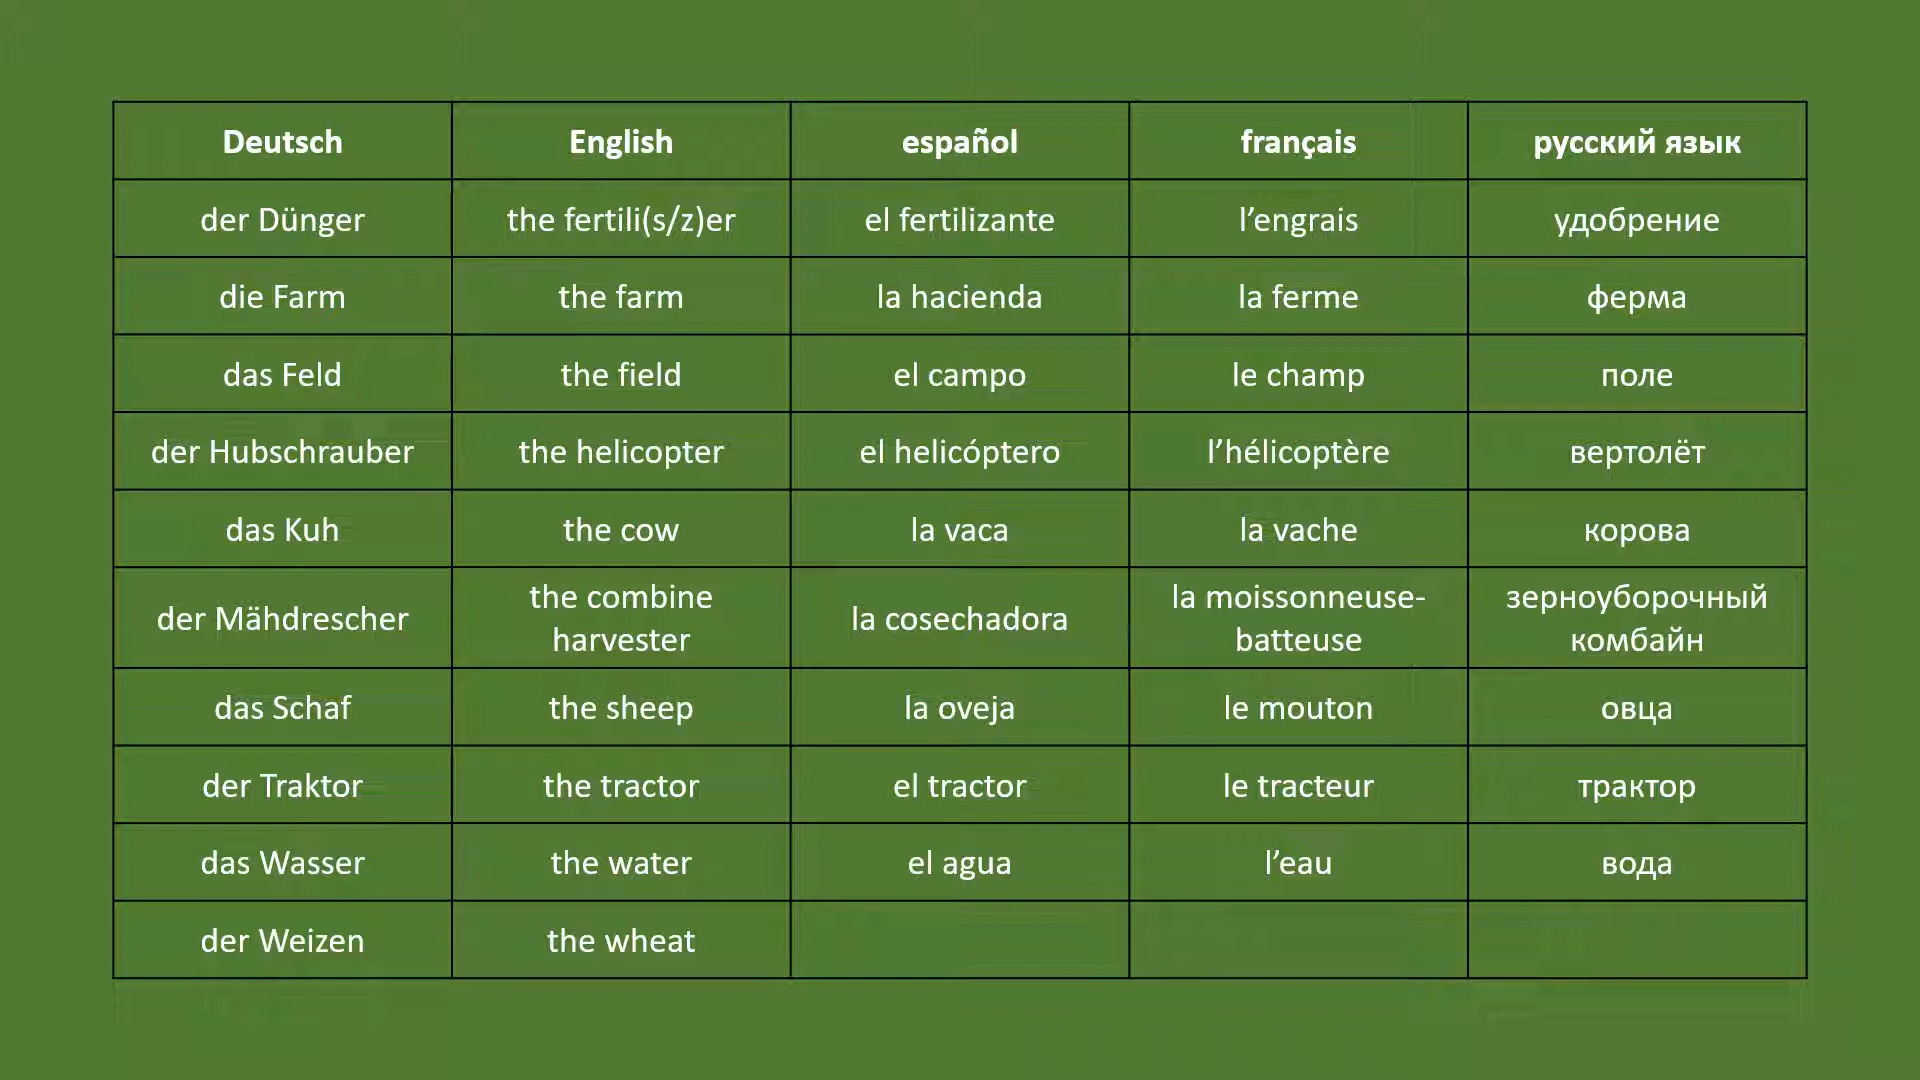 Deutsch English español français русский язык
der Dünger the fertili(s/z)er el fertilizante l’engrais удобрение
die Farm the farm la hacienda la ferme ферма
das Feld the field el campo le champ поле
der Hubschrauber the helicopter el helicóptero l’hélicoptère вертолёт
das Kuh the cow la vaca la vache корова
der Mähdrescher the combine harvester la cosechadora la moissonneuse-batteuse зерноуборочный комбайн
das Schaf the sheep la oveja le mouton овца
der Traktor the tractor el tractor le tracteur трактор
das Wasser the water el agua l’eau вода
der Weizen the wheat